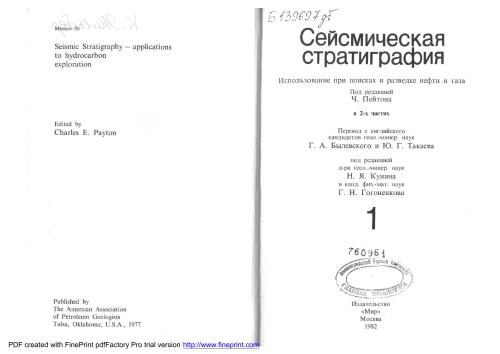 Memoir
Seismic Stratigraphy – applications
to hydrocarbon
exploration
Edited by
Charles E. Payton
Published by
The American Association
of Petroleum Geologists
Tulsa, Oklahoma, U.S.A., 1977
Б139697
Сейсмическая
стратиграфия
Использование при поисках и разведке нефти и газа
Под редакцией
Ч. Пейтона
в 2-х частях
Перевод с английского
кандидатов геол.-минер. наук
Г. А. Былевского и Ю. Г. Такаева
под редакцией
д-ра геол.-минер. наук
Н. Я. Кунина
и канд. физ.-мат. наук
Г. Н. Гогоненкова
1
760961
Издательство
«Мир»
Москва
1982
PDF created with FinePrint pdfFactory Pro trial version http://www.fineprint.com